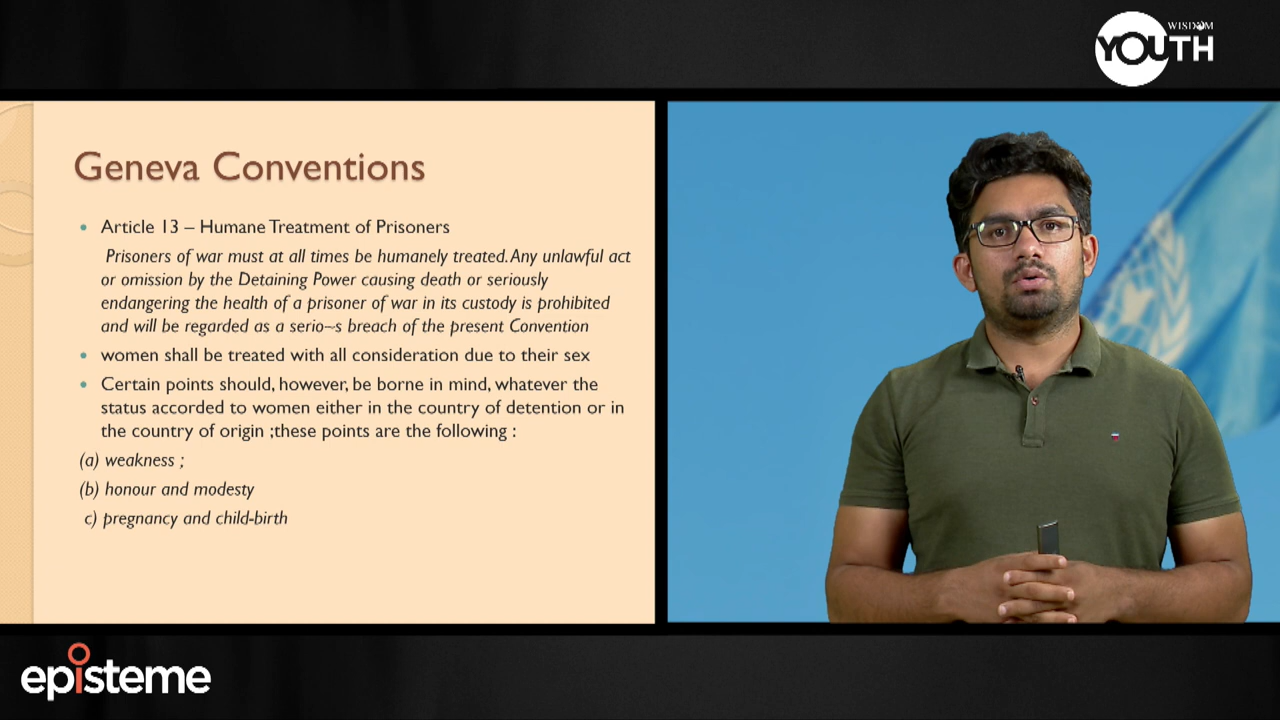 WISDOM
YOUTH
Geneva Conventions
• Article 13 – Humane Treatment of Prisoners
Prisoners of war must at all times be humanely treated. Any unlawful act
or omission by the Detaining Power causing death or seriously
endangering the health of a prisoner of war in its custody is prohibited
and will be regarded as a serio~s breach of the present Convention
• women shall be treated with all consideration due to their sex
• Certain points should, however, be borne in mind, whatever the
status accorded to women either in the country of detention or in
the country of origin ;these points are the following :
(a) weakness ;
(b) honour and modesty
c) pregnancy and child-birth
episteme